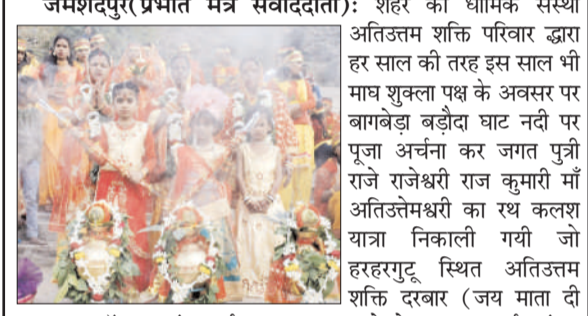 जमशेदपुर(प्रभात मंत्र संवाददाता): शहर की धार्मिक संस्था
अतिउत्तम शक्ति परिवार द्धारा
हर साल की तरह इस साल भी
माघ शुक्ला पक्ष के अवसर पर
बागबेड़ा बड़ौदा घाट नदी पर
पूजा अर्चना कर जगत पुत्री
राजे राजेश्वरी राज कुमारी माँ
अतिउत्तेमश्वरी का रथ कलश
यात्रा निकाली गयी जो
हरहरगुटू स्थित अतिउत्तम
शक्ति दरबार (जय माता दी